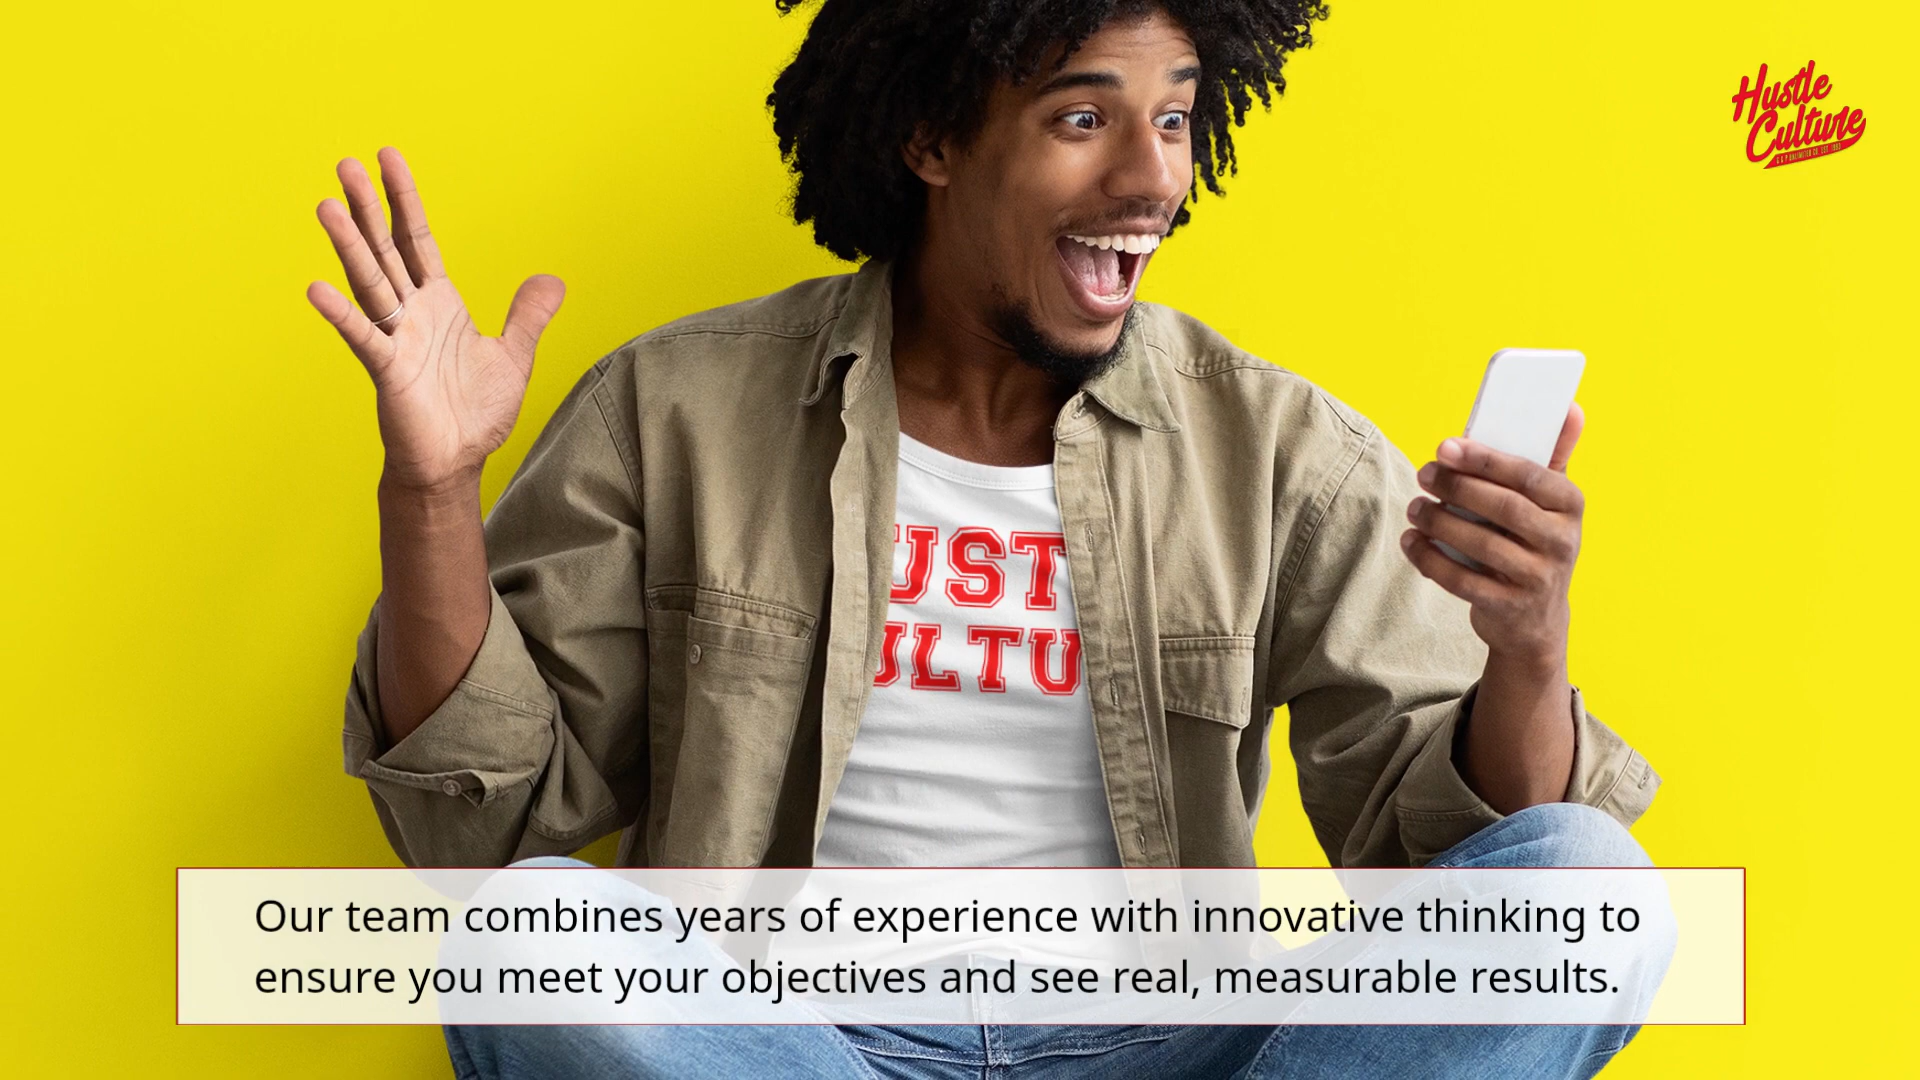 Hustle
Culture
UST
ULTU
Our team combines years of experience with innovative thinking to
ensure you meet your objectives and see real, measurable results.